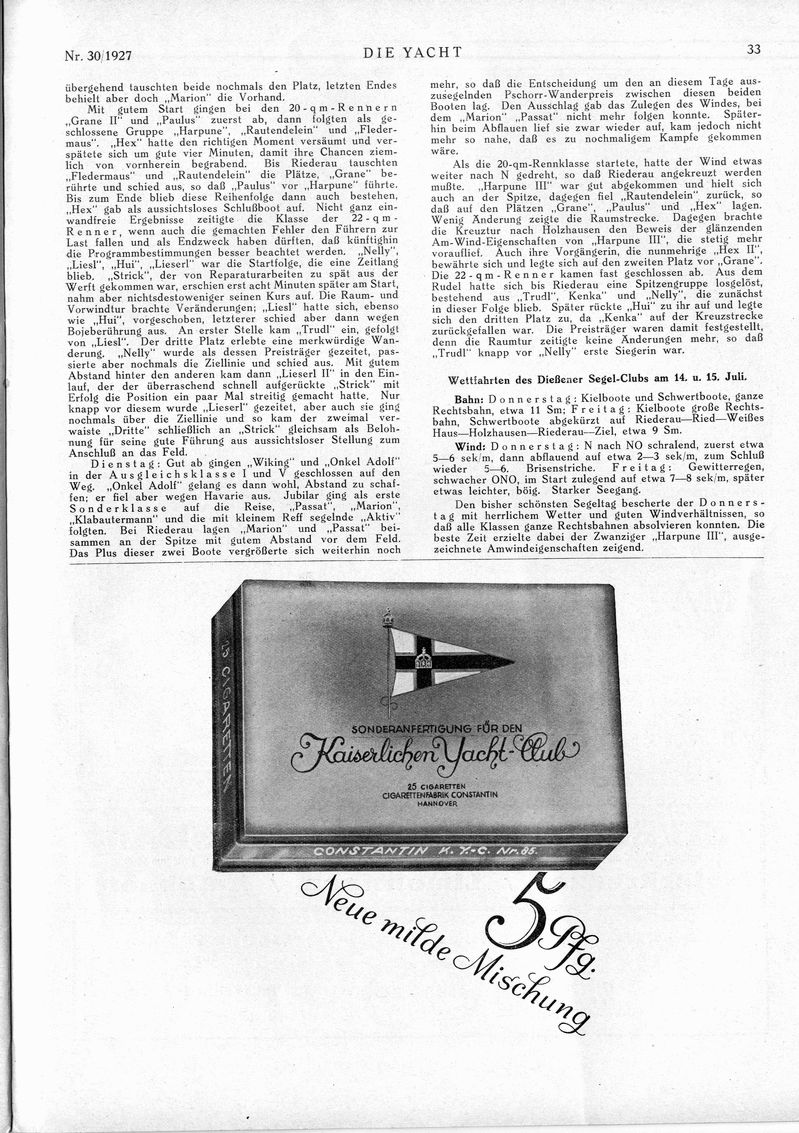 Nr. 30/1927
DIE YACHT
33
übergehend tauschten beide nochmals den Platz, letzten Endes
behielt aber doch „Marion" die Vorhand.
Mit gutem Start gingen bei den 20-qm-Rennern
„Grane II" und „Paulus" zuerst ab, dann folgten als ge-
schlossene Gruppe „Harpune", „Rautendelein" und „Fleder-
maus". „Hex" hatte den richtigen Moment versäumt und ver-
spätete sich um gute vier Minuten, damit ihre Chancen ziem-
lich von vornherein begrabend. Bis Riederau tauschten
„Fledermaus" und „Rautendelein" die Plätze, „Grane" be-
rührte und schied aus, so daß „Paulus" vor „Harpune" führte.
Bis zum Ende blieb diese Reihenfolge dann auch bestehen,
„Hex" gab als aussichtsloses Schlußboot auf. Nicht ganz ein-
wandfreie Ergebnisse zeitigte die Klasse der 22-qm-
Renner, wenn auch die gemachten Fehler den Führern zur
Last fallen und als Endzweck haben dürften, daß künftighin
die Programmbestimmungen besser beachtet werden. „Nelly",
„Liesl", „Hui", „Lieserl" war die Startfolge, die eine Zeitlang
blieb. „Strick", der von Reparaturarbeiten zu spät aus der
Werft gekommen war, erschien erst acht Minuten später am Start,
nahm aber nichtsdestoweniger seinen Kurs auf. Die Raum- und
Vorwindtur brachte Veränderungen; „Liesl" hatte sich, ebenso
wie „Hui", vorgeschoben, letzterer schied aber dann wegen
Bojeberührung aus. An erster Stelle kam „Trudl" ein, gefolgt
von „Liesl". Der dritte Platz erlebte eine merkwürdige Wan-
derung. „Nelly" wurde als dessen Preisträger gezeitet, pas-
sierte aber nochmals die Ziellinie und schied aus. Mit gutem
Abstand hinter den anderen kam dann „Lieserl II" in den Ein-
lauf, der der überraschend schnell aufgerückte „Strick" mit
Erfolg die Position ein paar Mal streitig gemacht hatte. Nur
knapp vor diesem wurde „Lieserl" gezeitet, aber auch sie ging
nochmals über die Ziellinie und so kam der zweimal ver-
waiste „Dritte" schließlich an „Strick" gleichsam als Beloh-
nung für seine gute Führung aus aussichtsloser Stellung zum
Anschluß an das Feld.
Dienstag: Gut ab gingen „Wiking" und „Onkel Adolf"
in der Ausgleichsklasse I und V geschlossen auf den
Weg. „Onkel Adolf" gelang es dann wohl, Abstand zu schaf-
fen; er fiel aber wegen Havarie aus. Jubilar ging als erste
Sonderklasse auf die Reise, „Passat", „Marion",
„Klabautermann" und die mit kleinem Reff segelnde „Aktiv"
folgten. Bei Riederau lagen „Marion" und „Passat" bei-
sammen an der Spitze mit gutem Abstand vor dem Feld.
Das Plus dieser zwei Boote vergrößerte sich weiterhin noch
mehr, so daß die Entscheidung um den an diesem Tage aus-
zusegelnden Pschorr-Wanderpreis zwischen diesen beiden
Booten lag. Den Ausschlag gab das Zulegen des Windes, bei
dem „Marion" „Passat" nicht mehr folgen konnte. Später-
hin beim Abflauen lief sie zwar wieder auf, kam jedoch nicht
mehr so nahe, daß es zu nochmaligem Kampfe gekommen
wäre.
Als die 20-qm-Rennklasse startete, hatte der Wind etwas
weiter nach N gedreht, so daß Riederau angekreuzt werden
mußte. „Harpune III" war gut abgekommen und hielt sich
auch an der Spitze, dagegen fiel „Rautendelein" zurück, so
daß auf den Plätzen „Grane", „Paulus" und „Hex" lagen.
Wenig Änderung zeigte die Raumstrecke. Dagegen brachte
die Kreuztur nach Holzhausen den Beweis der glänzenden
Am-Wind-Eigenschaften von „Harpune III", die stetig mehr
vorauflief. Auch ihre Vorgängerin, die nunmehrige „Hex II",
bewährte sich und legte sich auf den zweiten Platz vor „Grane".
Die 22-qm-Renner kamen fast geschlossen ab. Aus dem
Rudel hatte sich bis Riederau eine Spitzengruppe losgelöst,
bestehend aus „Trudl", Kenka" und „Nelly", die zunächst
in dieser Folge blieb. Später rückte „Hui" zu ihr auf und legte
sich den dritten Platz zu, da „Kenka" auf der Kreuzstrecke
zurückgefallen war. Die Preisträger waren damit festgestellt,
denn die Raumtur zeitigte keine Änderungen mehr, so daß
„Trudl" knapp vor „Nelly" erste Siegerin war.
Wettfahrten des Dießener Segel-Clubs am 14. u. 15. Juli.
Bahn: Donnerstag: Kielboote und Schwertboote, ganze
Rechtsbahn, etwa 11 Sm; Freitag: Kielboote große Rechts-
bahn, Schwertboote abgekürzt auf Riederau—Ried—Weißes
Haus—Holzhausen—Riederau—Ziel, etwa 9 Sm.
Wind: Donnerstag: N nach NO schralend, zuerst etwa
5—6 sek/m, dann abflauend auf etwa 2—3 sek/m, zum Schluß
wieder 5—6. Brisenstriche. Freitag: Gewitterregen,
schwacher ONO, im Start zulegend auf etwa 7—8 sek/m, später
etwas leichter, böig. Starker Seegang.
Den bisher schönsten Segeltag bescherte der Donners-
tag mit herrlichem Wetter und guten Windverhältnissen, so
daß alle Klassen ganze Rechtsbahnen absolvieren konnten. Die
beste Zeit erzielte dabei der Zwanziger „Harpune III", ausge-
zeichnete Amwindeigenschaften zeigend.
25 CIGARETTEN
SONDERANFERTIGUNG FÜR DEN
Kaiserlichen Yacht-Club
25 CIGARETTEN
CIGARETTENFABRIK CONSTANTIN
HANNOVER
CONSTANTIN K.Y.-C. Nr. 85.
5 Pfg.
Neue milde Mischung